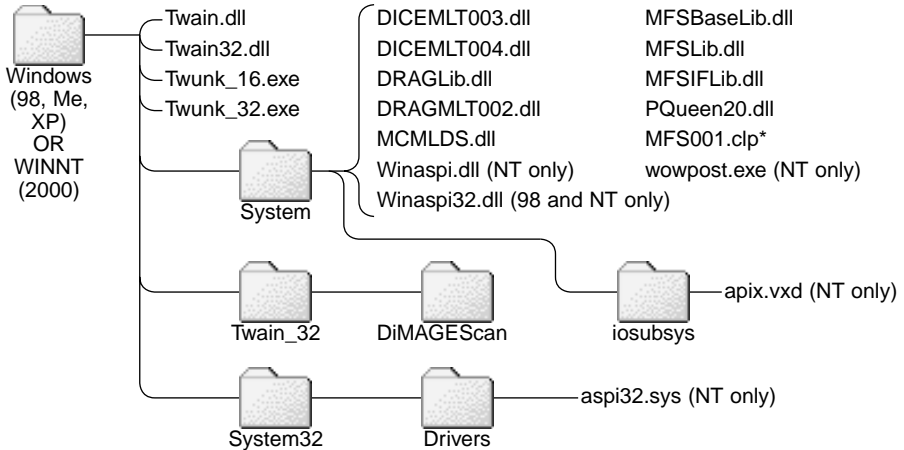 Windows
(98, Me,
XP)
OR
WINNT
(2000)
Twain.dll
Twain32.dll
Twunk_16.exe
Twunk_32.exe
System
DICEMLT003.dll
DICEMLT004.dll
DRAGLib.dll
DRAGMLT002.dll
MCMLDS.dll
Winaspi.dll (NT only)
Winaspi32.dll (98 and NT only)
MFSBaseLib.dll
MFSLib.dll
MFSIFLib.dll
PQueen20.dll
MFS001.clp*
wowpost.exe (NT only)
Twain_32
DiMAGEScan
iosubsys
apix.vxd (NT only)
System32
Drivers
aspi32.sys (NT only)